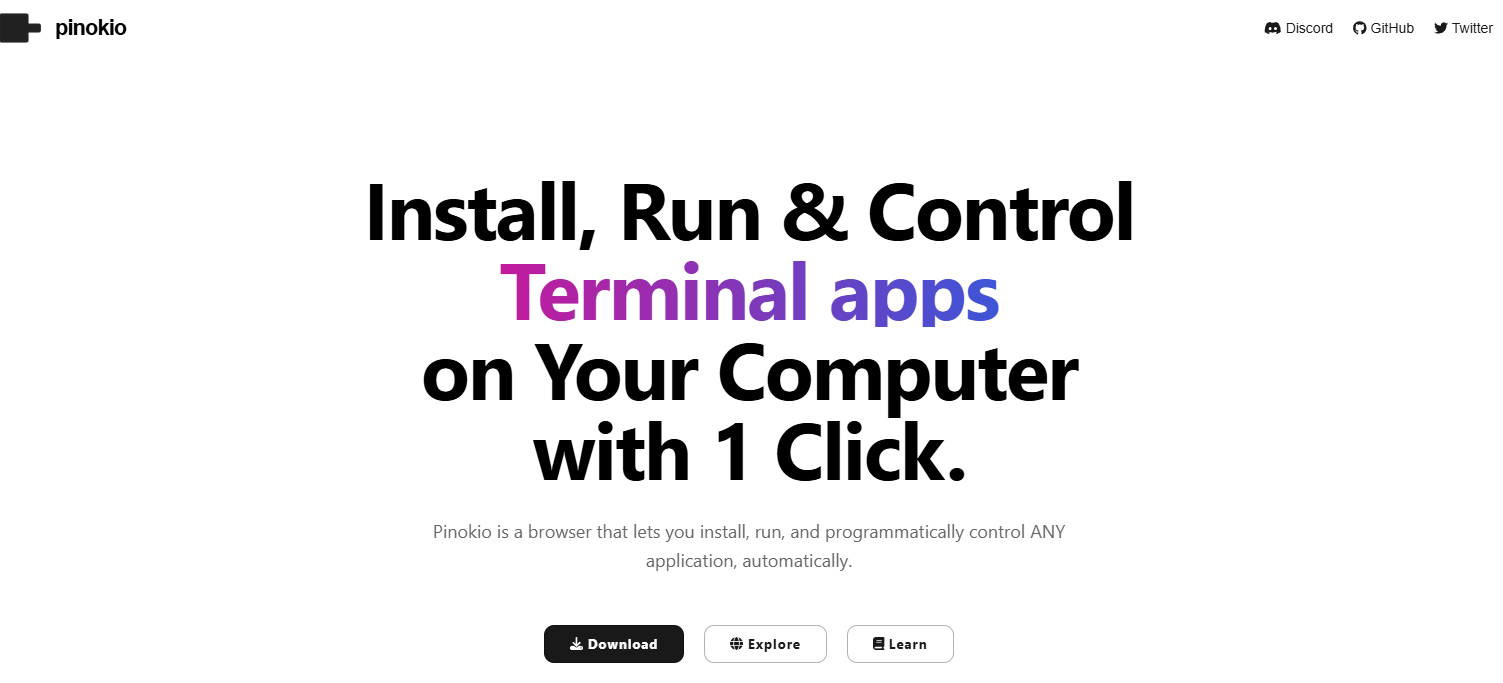 pinokio
Discord GitHub Twitter
Install, Run & Control
Terminal apps
on Your Computer
with 1 Click.
Pinokio is a browser that lets you install, run, and programmatically control ANY
application, automatically.
Download Explore Learn